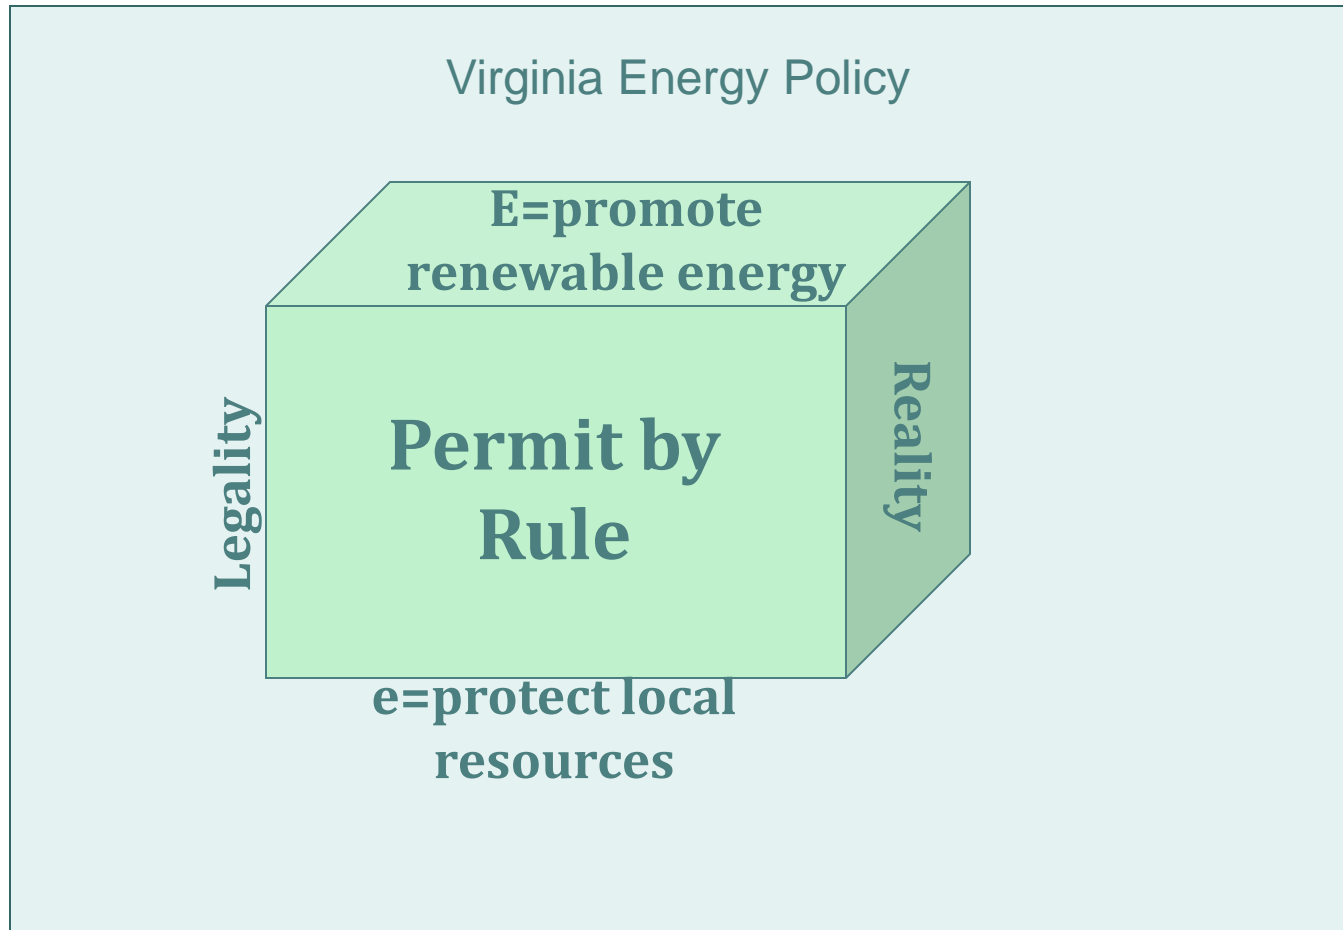 Virginia Energy Policy
E=promote
renewable energy
Legality
Permit by
Rule
Reality
e=protect local
resources